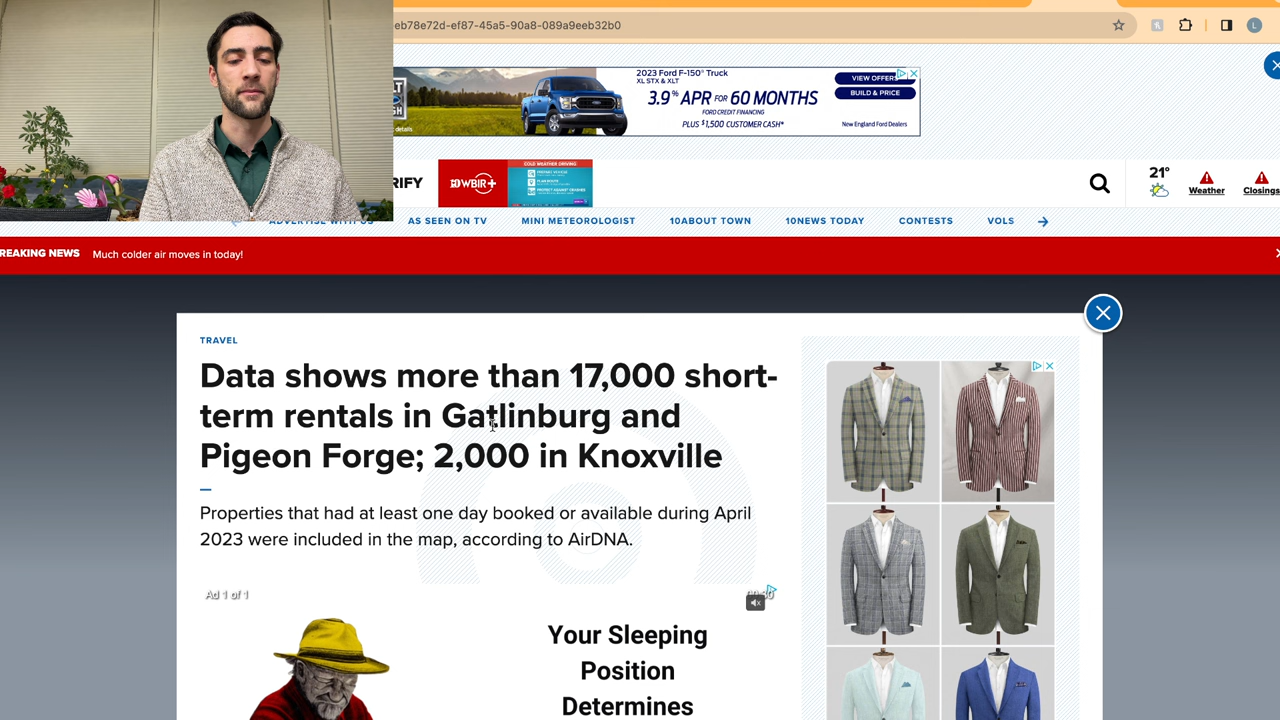 eb78e72d-ef87-45a5-90a8-089a9eeb32b0
L
2023 Ford F-150® Truck
XL STX & XLT
3.9% APR FOR 60 MONTHS
FORD CREDIT FINANCING
PLUS $1,500 CUSTOMER CASH*
VIEW OFFERS
BUILD & PRICE
New England Ford Dealers
details
RIFY
10 WBIR+
COLD WEATHER DRIVING
21°
Weather
Closings
ADVERTISE WITH US
AS SEEN ON TV
MINI METEOROLOGIST
10ABOUT TOWN
10NEWS TODAY
CONTESTS
VOLS
REAKING NEWS
Much colder air moves in today!
TRAVEL
Data shows more than 17,000 short-
term rentals in Gatlinburg and
Pigeon Forge; 2,000 in Knoxville
Properties that had at least one day booked or available during April
2023 were included in the map, according to AirDNA.
Ad 1 of 1
Your Sleeping
Position
Determines